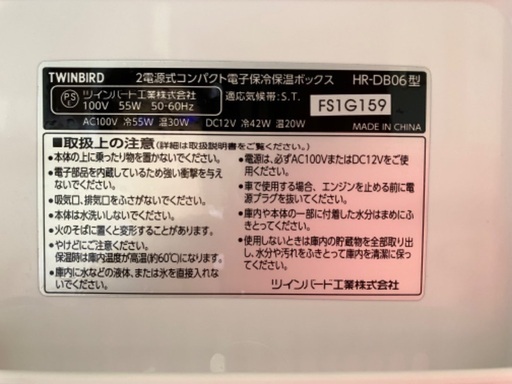 TWINBIRD 2電源式コンパクト電子保冷保温ボックス HR-DB06型
PS E ツインバード工業株式会社 適応気候帯:S.T.
100V 55W 50-60Hz
FS1G159
AC100V 冷55W 温30W DC12V 冷42W 温20W MADE IN CHINA
■取扱上の注意(詳細は取扱説明書をご覧ください。)
●本体の上に乗ったり物を置かないでください。
●電子部品を内蔵しているため強い衝撃を与え
ないでください。
●吸気口、排気口をふさがないでください。
●本体は水洗いしないでください。
●火のそばに置くと変形することがあります。
●やけどにご注意ください。
保温時は庫内温度が高温(約60℃)になります。
●庫内に水などの液体、または氷を直接入れな
いでください。
●電源は、必ずAC100VまたはDC12Vをご使
用ください。
●車で使用する場合、エンジンを止める前に電
源プラグを抜いてください。
●庫内や本体の一部に付着した水分はまめにふ
きとってください。
●使用しないときは庫内の貯蔵物を全部取り出
し、水分や汚れをふきとって庫内を清潔に保っ
てください。
ツインバード工業株式会社